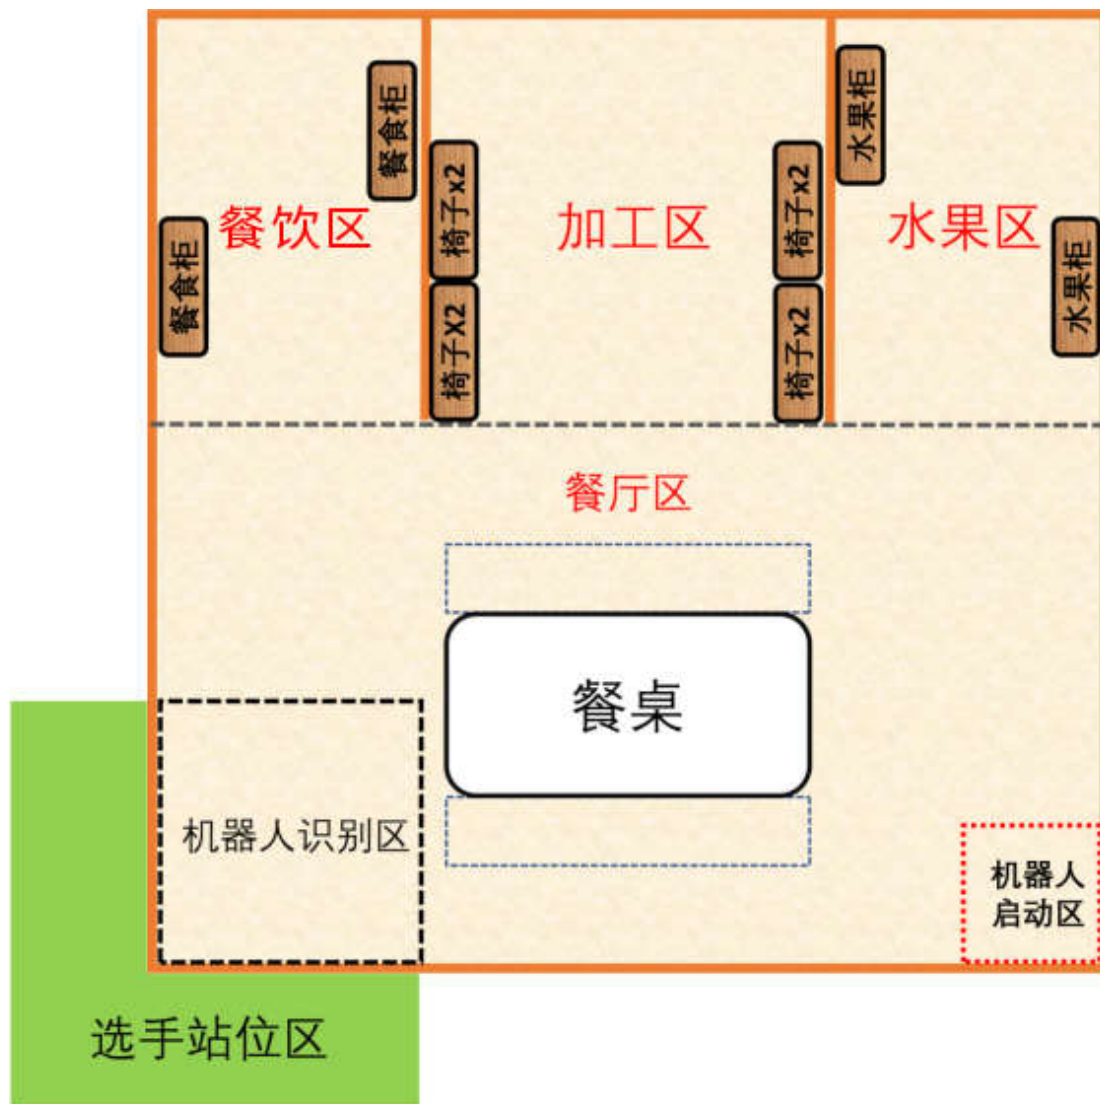 餐食柜
水果柜
椅子x2
椅子x2
餐饮区
加工区
水果区
餐食柜
水果柜
椅子X2
椅子x2
餐厅区
餐桌
机器人识别区
机器人
启动区
选手站位区